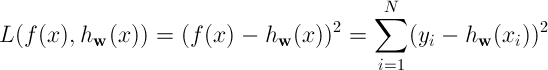 L(f(x), h_w(x)) = (f(x) − h_w(x))² = ∑_{i=1}^{N} (y_i − h_w(x_i))²